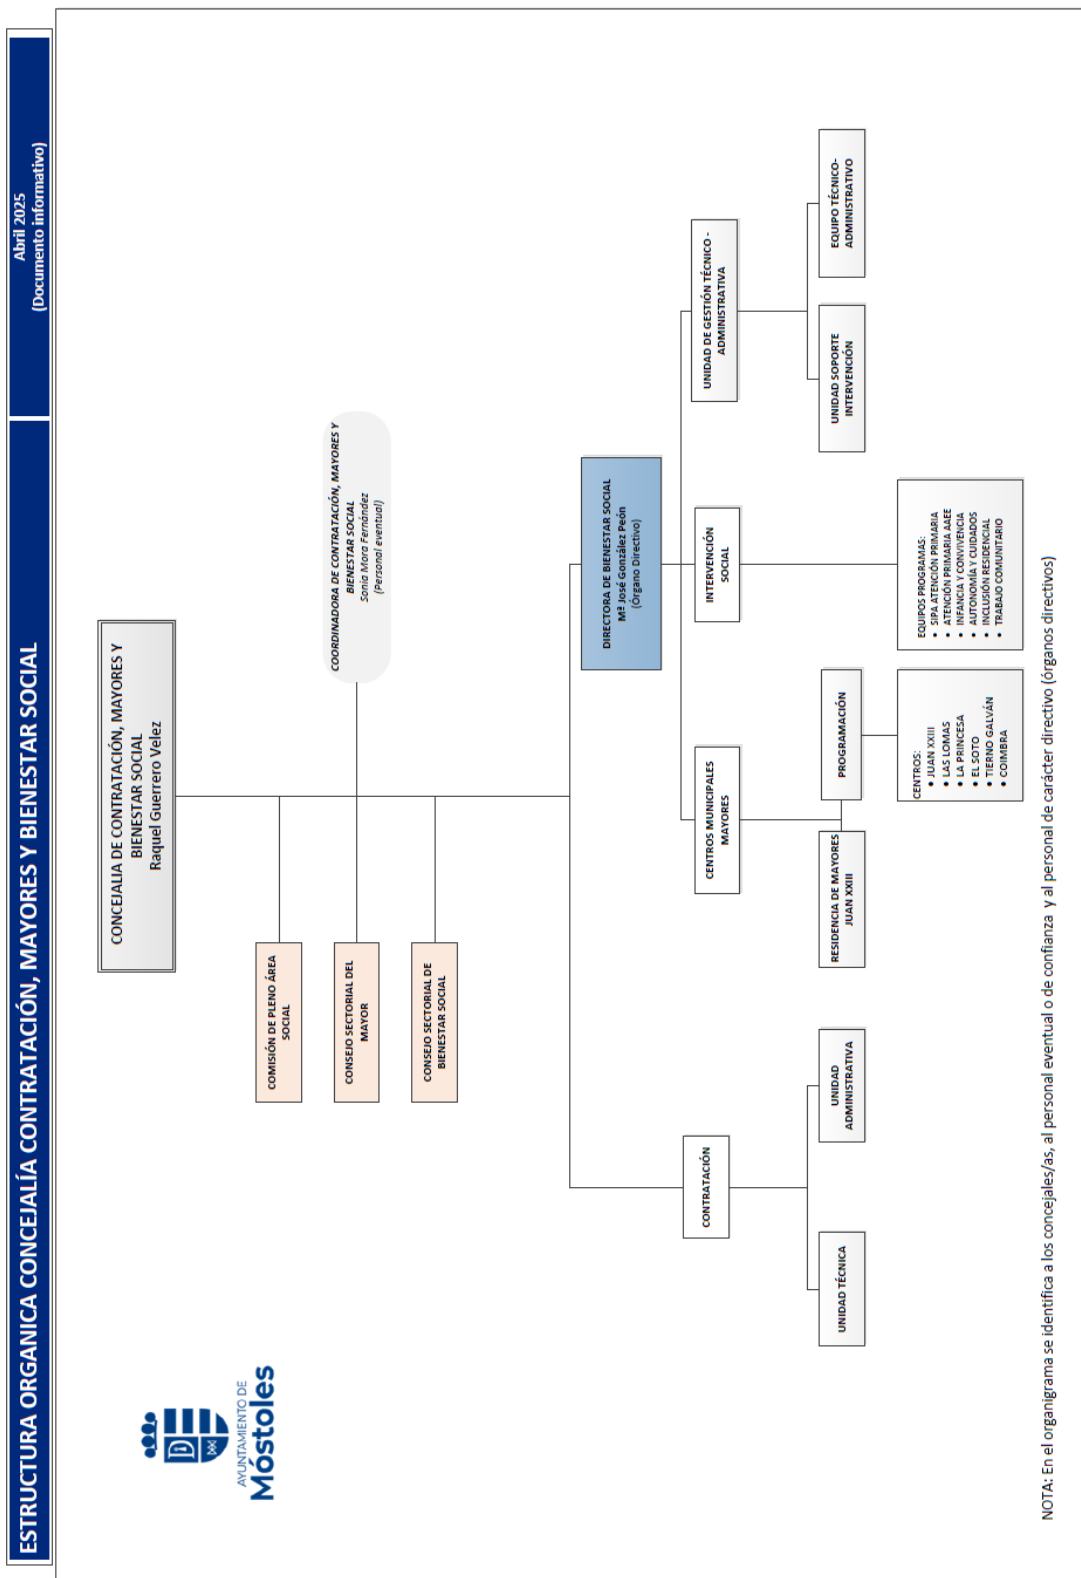 ESTRUCTURA ORGANICA CONCEJALÍA CONTRATACIÓN, MAYORES Y BIENESTAR SOCIAL
Abril 2025
(Documento informativo)
AYUNTAMIENTO DE
Móstoles
CONCEJALIA DE CONTRATACIÓN, MAYORES Y
BIENESTAR SOCIAL
Raquel Guerrero Velez
COMISIÓN DE PLENO ÁREA
SOCIAL
CONSEJO SECTORIAL DEL
MAYOR
CONSEJO SECTORIAL DE
BIENESTAR SOCIAL
COORDINADORA DE CONTRATACIÓN, MAYORES Y
BIENESTAR SOCIAL
Sonia Mora Fernández
(Personal eventual)
DIRECTORA DE BIENESTAR SOCIAL
Mª José González Peón
(Órgano Directivo)
CONTRATACIÓN
CENTROS MUNICIPALES
MAYORES
INTERVENCIÓN
SOCIAL
UNIDAD DE GESTIÓN TÉCNICO -
ADMINISTRATIVA
UNIDAD TÉCNICA
UNIDAD
ADMINISTRATIVA
RESIDENCIA DE MAYORES
JUAN XXIII
PROGRAMACIÓN
UNIDAD SOPORTE
INTERVENCIÓN
EQUIPO TÉCNICO-
ADMINISTRATIVO
CENTROS:
• JUAN XXIII
• LAS LOMAS
• LA PRINCESA
• EL SOTO
• TIERNO GALVÁN
• COIMBRA
EQUIPOS PROGRAMAS:
• SIPA ATENCIÓN PRIMARIA
• ATENCIÓN PRIMARIA AAEE
• INFANCIA Y CONVIVENCIA
• AUTONOMÍA Y CUIDADOS
• INCLUSIÓN RESIDENCIAL
• TRABAJO COMUNITARIO
NOTA: En el organigrama se identifica a los concejales/as, al personal eventual o de confianza y al personal de carácter directivo (órganos directivos)